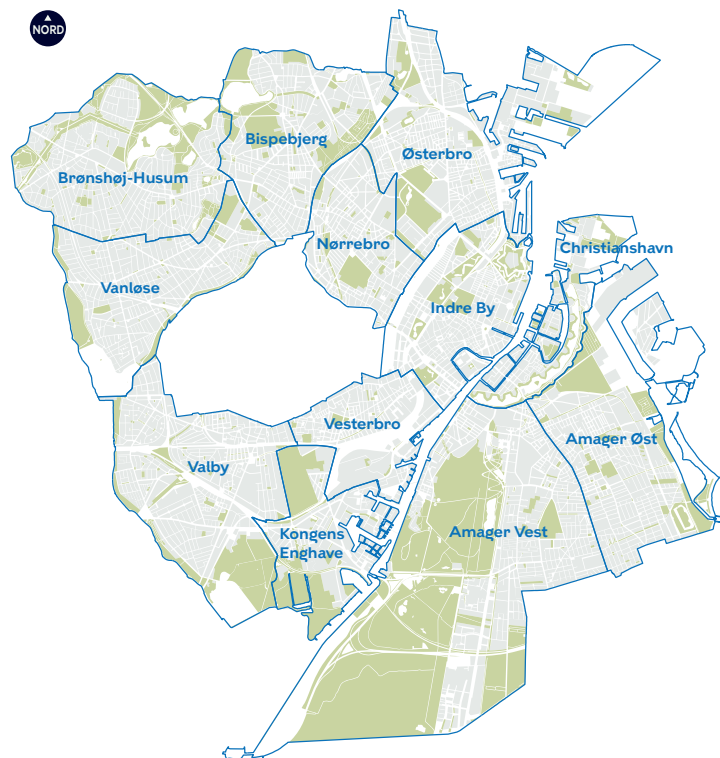 NORD
Bispebjerg
Østerbro
Brønshøj-Husum
Nørrebro
Christianshavn
Vanløse
Indre By
Vesterbro
Amager Øst
Valby
Kongens
Enghave
Amager Vest